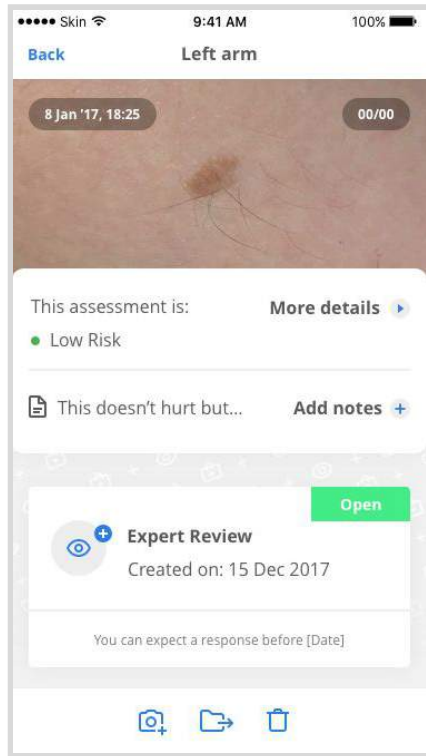 Skin 9:41 AM 100%
Back Left arm
8 Jan '17, 18:25 00/00
This assessment is: More details
Low Risk
This doesn't hurt but... Add notes +
Open
Expert Review
Created on: 15 Dec 2017
You can expect a response before [Date]